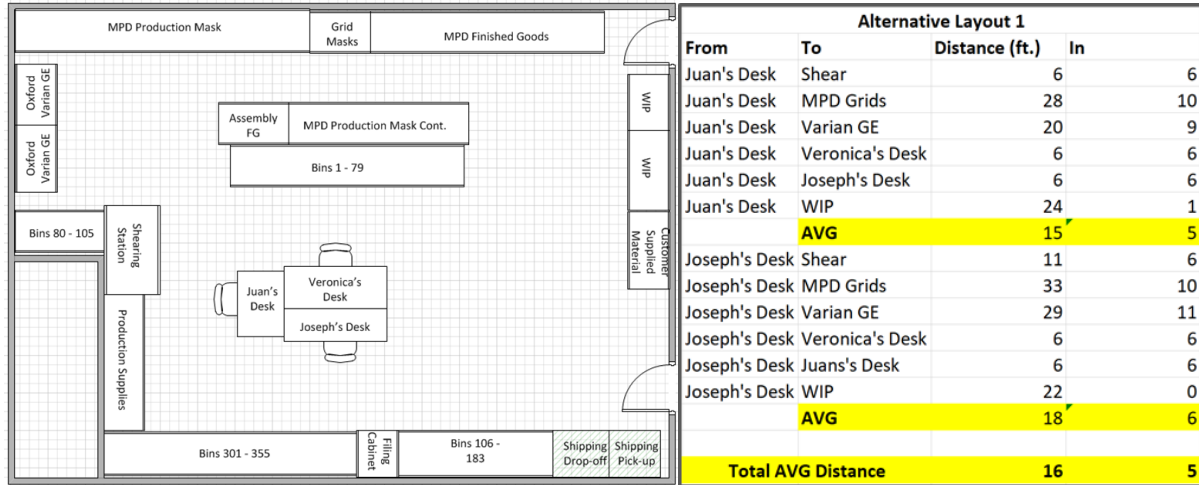 MPD Production Mask
Grid
Masks
MPD Finished Goods
Oxford
Varian GE
Oxford
Varian GE
Assembly
FG
MPD Production Mask Cont.
Bins 1 - 79
WIP
WIP
Customer
Supplied
Material
Bins 80 - 105
Shearing
Station
Juan's
Desk
Veronica's
Desk
Joseph's Desk
Production Supplies
Bins 301 - 355
Filing
Cabinet
Bins 106 -
183
Shipping
Drop-off
Shipping
Pick-up
Alternative Layout 1
From To Distance (ft.) In
Juan's Desk Shear 6 6
Juan's Desk MPD Grids 28 10
Juan's Desk Varian GE 20 9
Juan's Desk Veronica's Desk 6 6
Juan's Desk Joseph's Desk 6 6
Juan's Desk WIP 24 1
AVG 15 5
Joseph's Desk Shear 11 6
Joseph's Desk MPD Grids 33 10
Joseph's Desk Varian GE 29 11
Joseph's Desk Veronica's Desk 6 6
Joseph's Desk Juans's Desk 6 6
Joseph's Desk WIP 22 0
AVG 18 6
Total AVG Distance 16 5